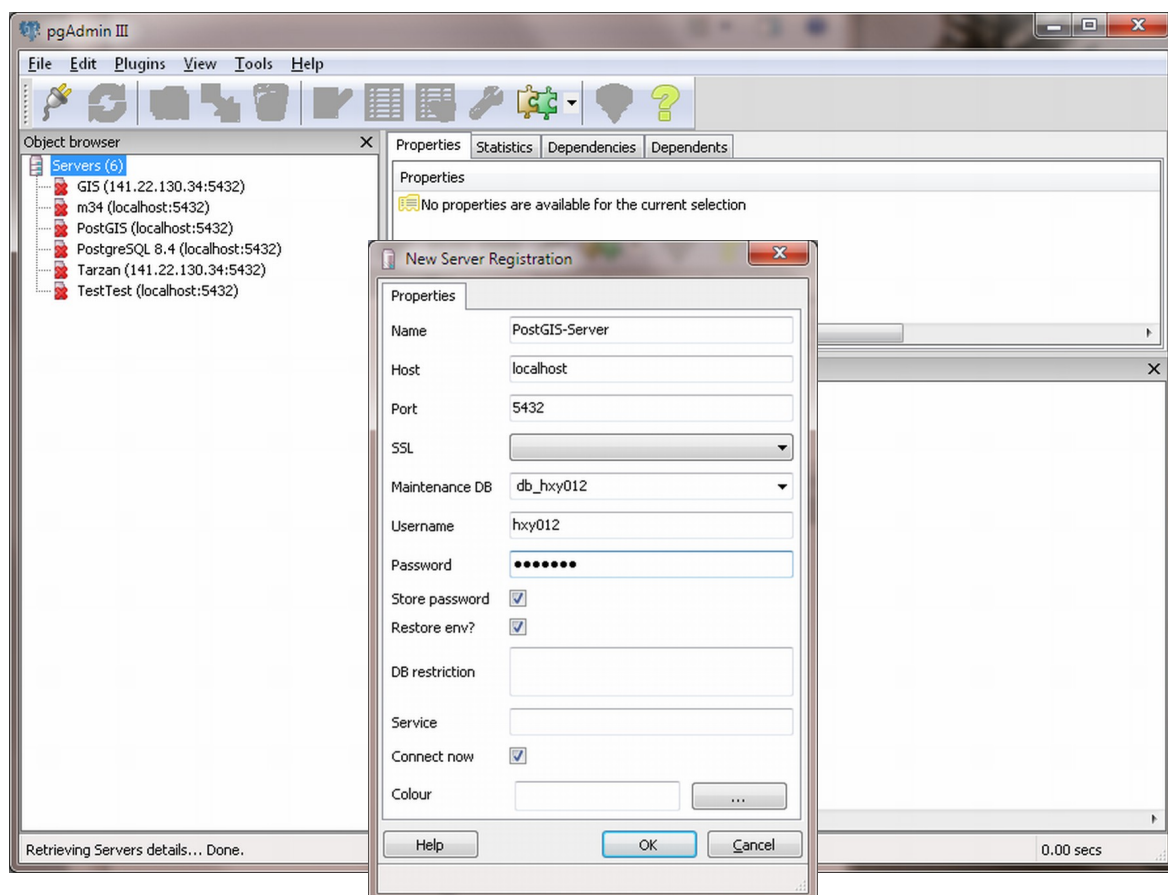 pgAdmin III
File Edit Plugins View Tools Help
Object browser
Servers (6)
GIS (141.22.130.34:5432)
m34 (localhost:5432)
PostGIS (localhost:5432)
PostgreSQL 8.4 (localhost:5432)
Tarzan (141.22.130.34:5432)
TestTest (localhost:5432)
Properties Statistics Dependencies Dependents
Properties
No properties are available for the current selection
New Server Registration
Properties
Name PostGIS-Server
Host localhost
Port 5432
SSL
Maintenance DB db_hxy012
Username hxy012
Password •••••••
Store password
Restore env?
DB restriction
Service
Connect now
Colour ...
Help OK Cancel
Retrieving Servers details... Done. 0.00 secs